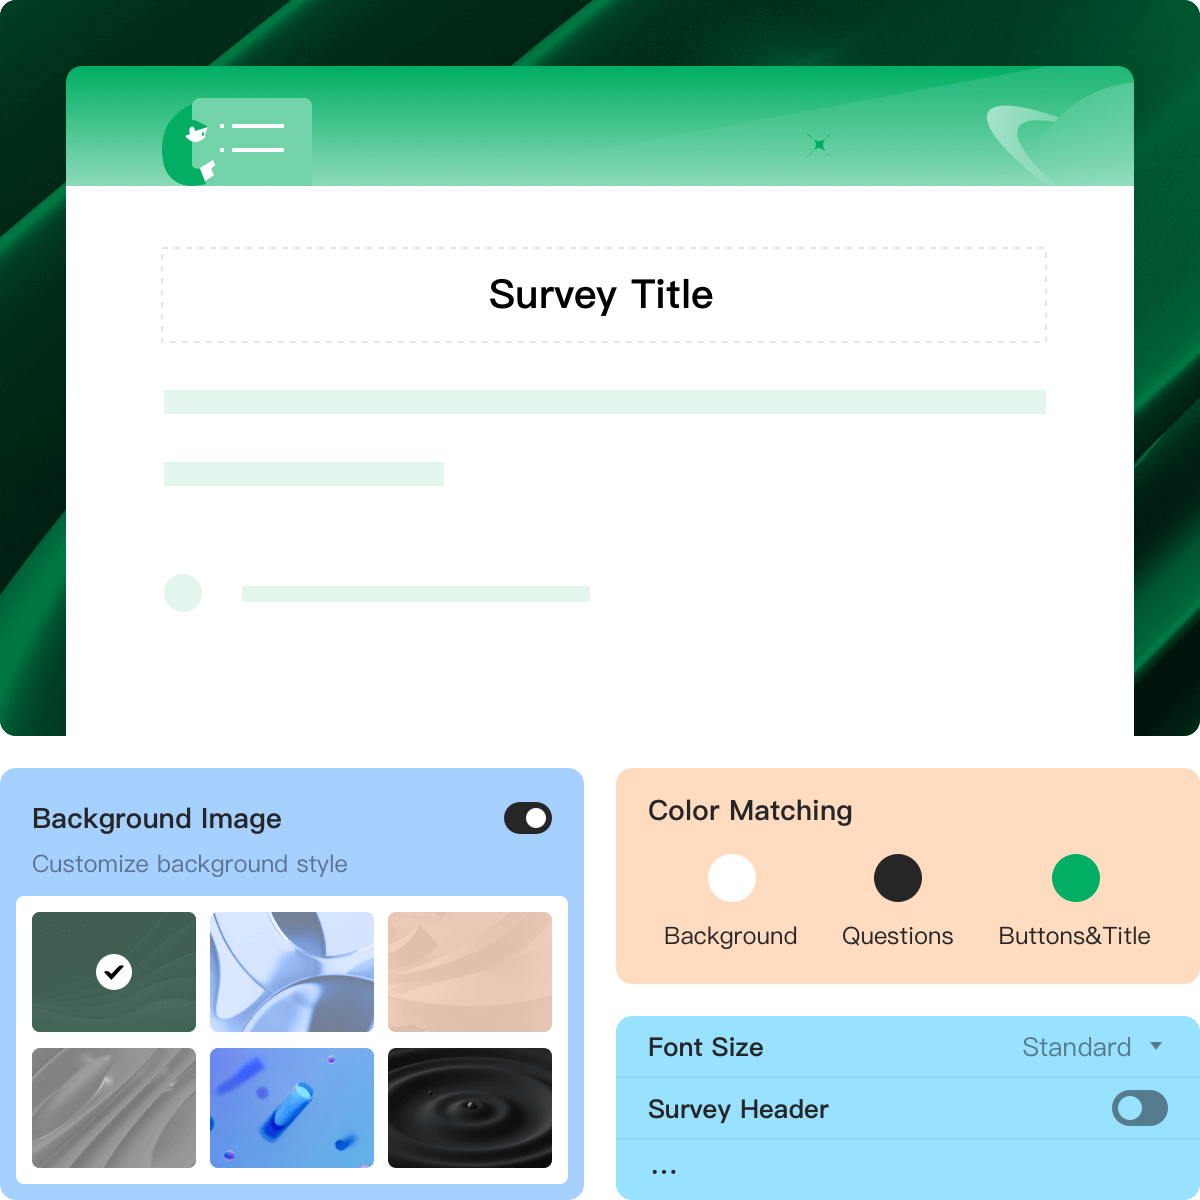 Survey Title
Background Image
Customize background style
Color Matching
Background
Questions
Buttons&Title
Font Size
Standard
Survey Header
...